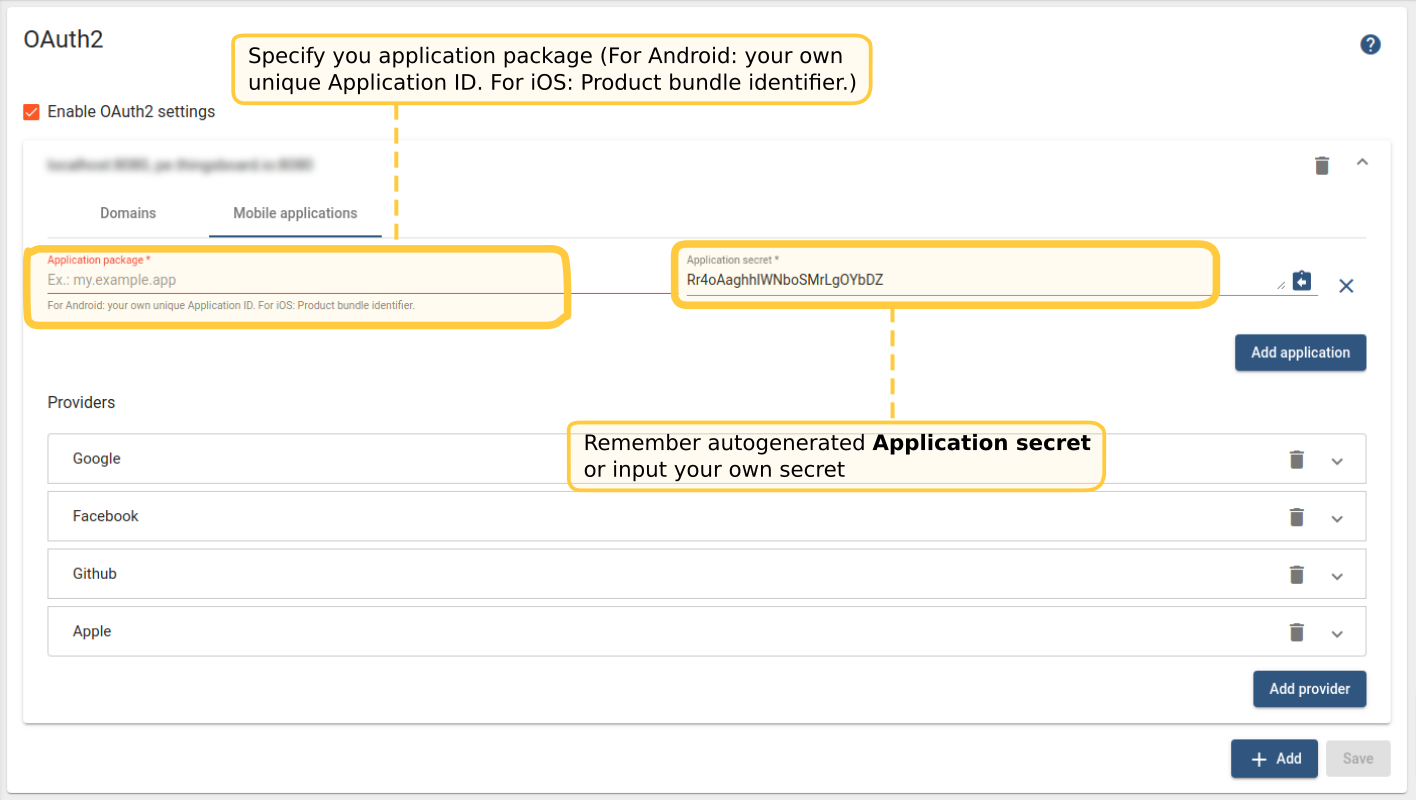 OAuth2
Specify you application package (For Android: your own
unique Application ID. For iOS: Product bundle identifier.)
Enable OAuth2 settings
Domains
Mobile applications
Application package *
Ex.: my.example.app
For Android: your own unique Application ID. For iOS: Product bundle identifier.
Application secret *
Rr4oAaghhIWNboSMrLgOYbDZ
Add application
Providers
Remember autogenerated Application secret
or input your own secret
Google
Facebook
Github
Apple
Add provider
Add
Save